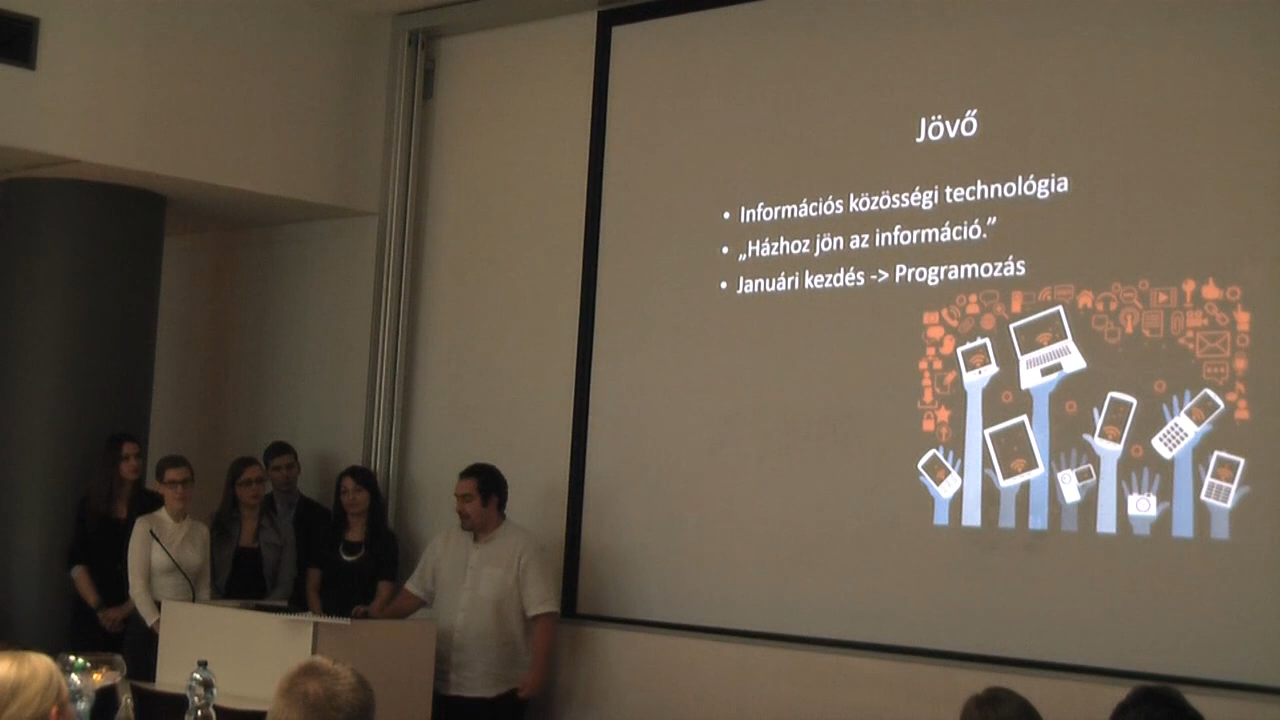 Jövő
• Információs közösségi technológia
• „Házhoz jön az információ.”
• Januári kezdés -> Programozás